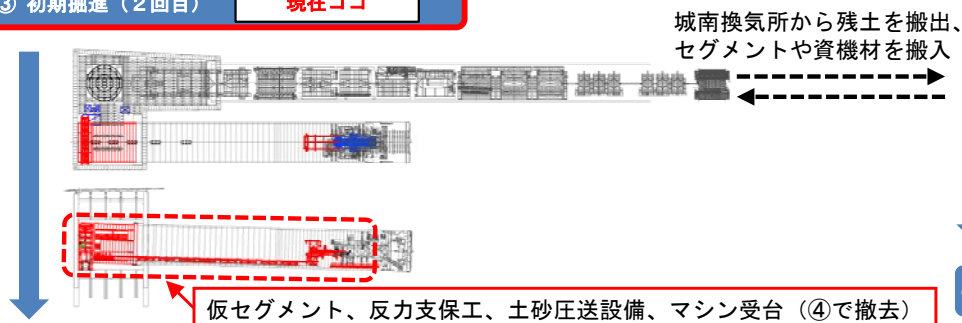 ③ 初期掘進（２回目）
現在ココ
城南換気所から残土を搬出、
セグメントや資機材を搬入
仮セグメント、反力支保工、土砂圧送設備、マシン受台（④で撤去）